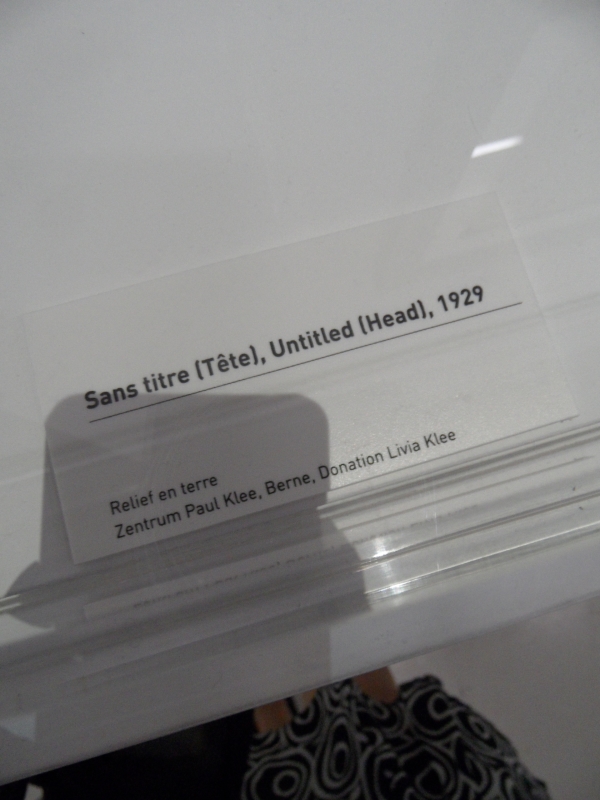 Sans titre (Tête), Untitled (Head), 1929
Relief en terre
Zentrum Paul Klee, Berne, Donation Livia Klee